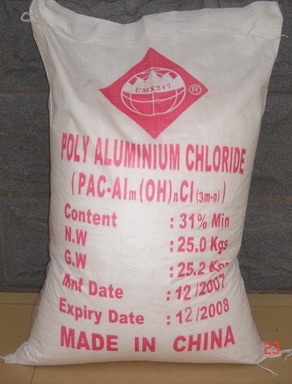 UMX247
®
POLY ALUMINIUM CHLORIDE
(PAC-Alm(OH)nCl(3m-n))
Content : 31% Min
N.W : 25.0 Kgs
G.W : 25.2 Kgs
Mnf Date : 12/2007
Expiry Date : 12/2008
MADE IN CHINA